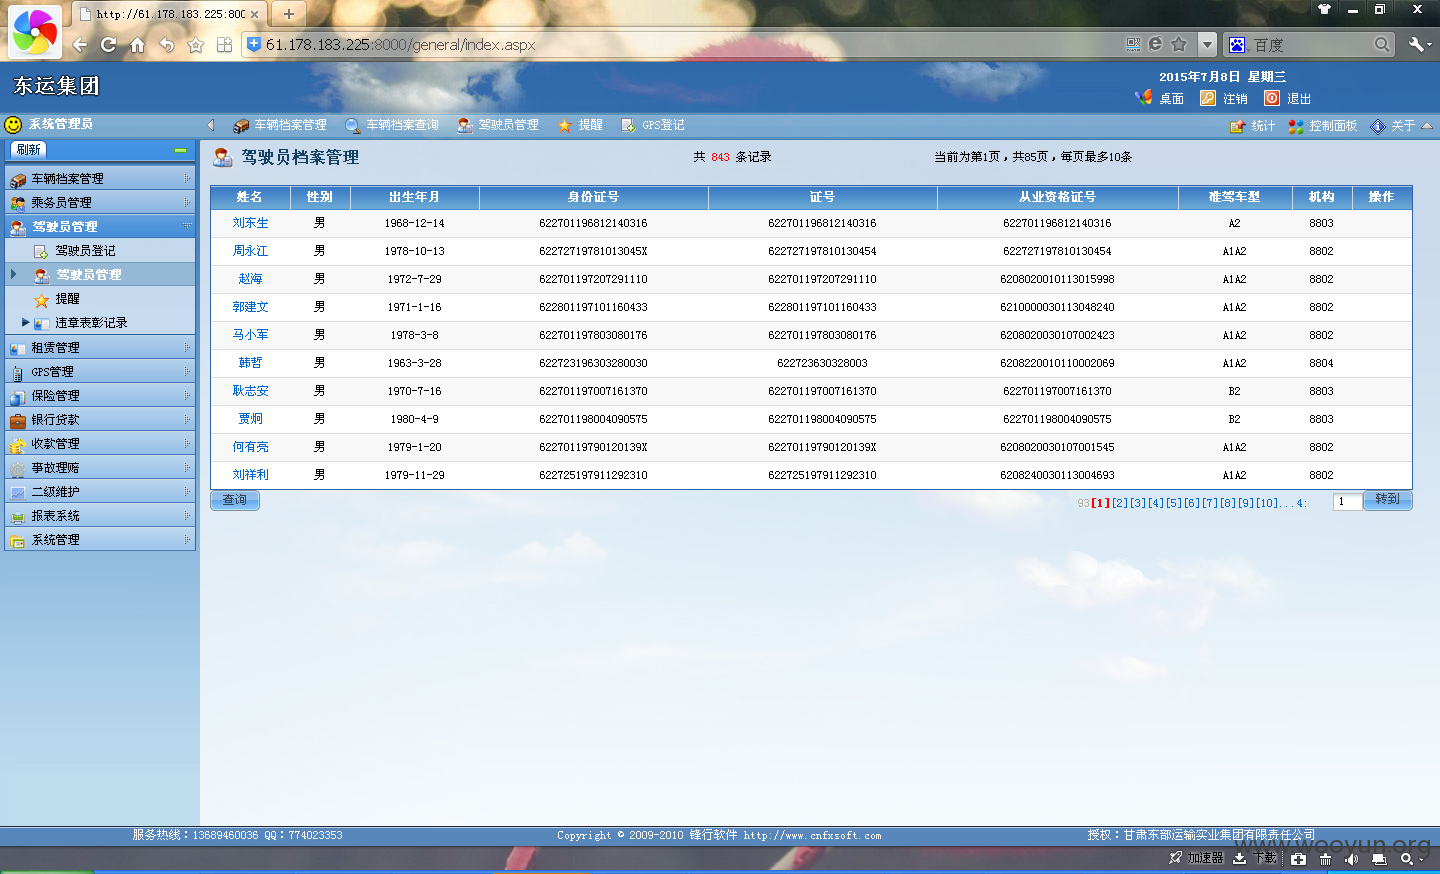 http://61.178.183.225:800
61.178.183.225:8000/general/index.aspx
百度
东运集团
2015年7月8日 星期三
桌面 注销 退出
系统管理员
车辆档案管理 车辆档案查询 驾驶员管理 提醒 GPS登记
统计 控制面板 关于
刷新
车辆档案管理
乘务员管理
驾驶员管理
驾驶员登记
驾驶员管理
提醒
违章表彰记录
租赁管理
GPS管理
保险管理
银行贷款
收款管理
事故理赔
二级维护
报表系统
系统管理
驾驶员档案管理
共 843 条记录
当前为第1页，共85页，每页最多10条
姓名 性别 出生年月 身份证号 证号 从业资格证号 准驾车型 机构 操作
刘东生 男 1968-12-14 622701196812140316 622701196812140316 622701196812140316 A2 8803
周永江 男 1978-10-13 62272719781013045X 622727197810130454 622727197810130454 A1A2 8802
赵海 男 1972-7-29 622701197207291110 622701197207291110 6208020010113015998 A1A2 8802
郭建文 男 1971-1-16 622801197101160433 622801197101160433 6210000030113048240 A1A2 8802
马小军 男 1978-3-8 622701197803080176 622701197803080176 6208020030107002423 A1A2 8802
韩哲 男 1963-3-28 622723196303280030 622723630328003 6208220010110002069 A1A2 8804
耿志安 男 1970-7-16 622701197007161370 622701197007161370 622701197007161370 B2 8803
贾炯 男 1980-4-9 622701198004090575 622701198004090575 622701198004090575 B2 8803
何有亮 男 1979-1-20 62270119790120139X 62270119790120139X 6208020030107001545 A1A2 8802
刘祥利 男 1979-11-29 622725197911292310 622725197911292310 6208240030113004693 A1A2 8802
查询
93[1][2][3][4][5][6][7][8][9][10]...4:
1 转到
服务热线：13689460036 QQ：774023353
Copyright © 2009-2010 锋行软件 http://www.cnfxsoft.com
授权：甘肃东部运输实业集团有限责任公司
www.wooyun.org
加速器 下载